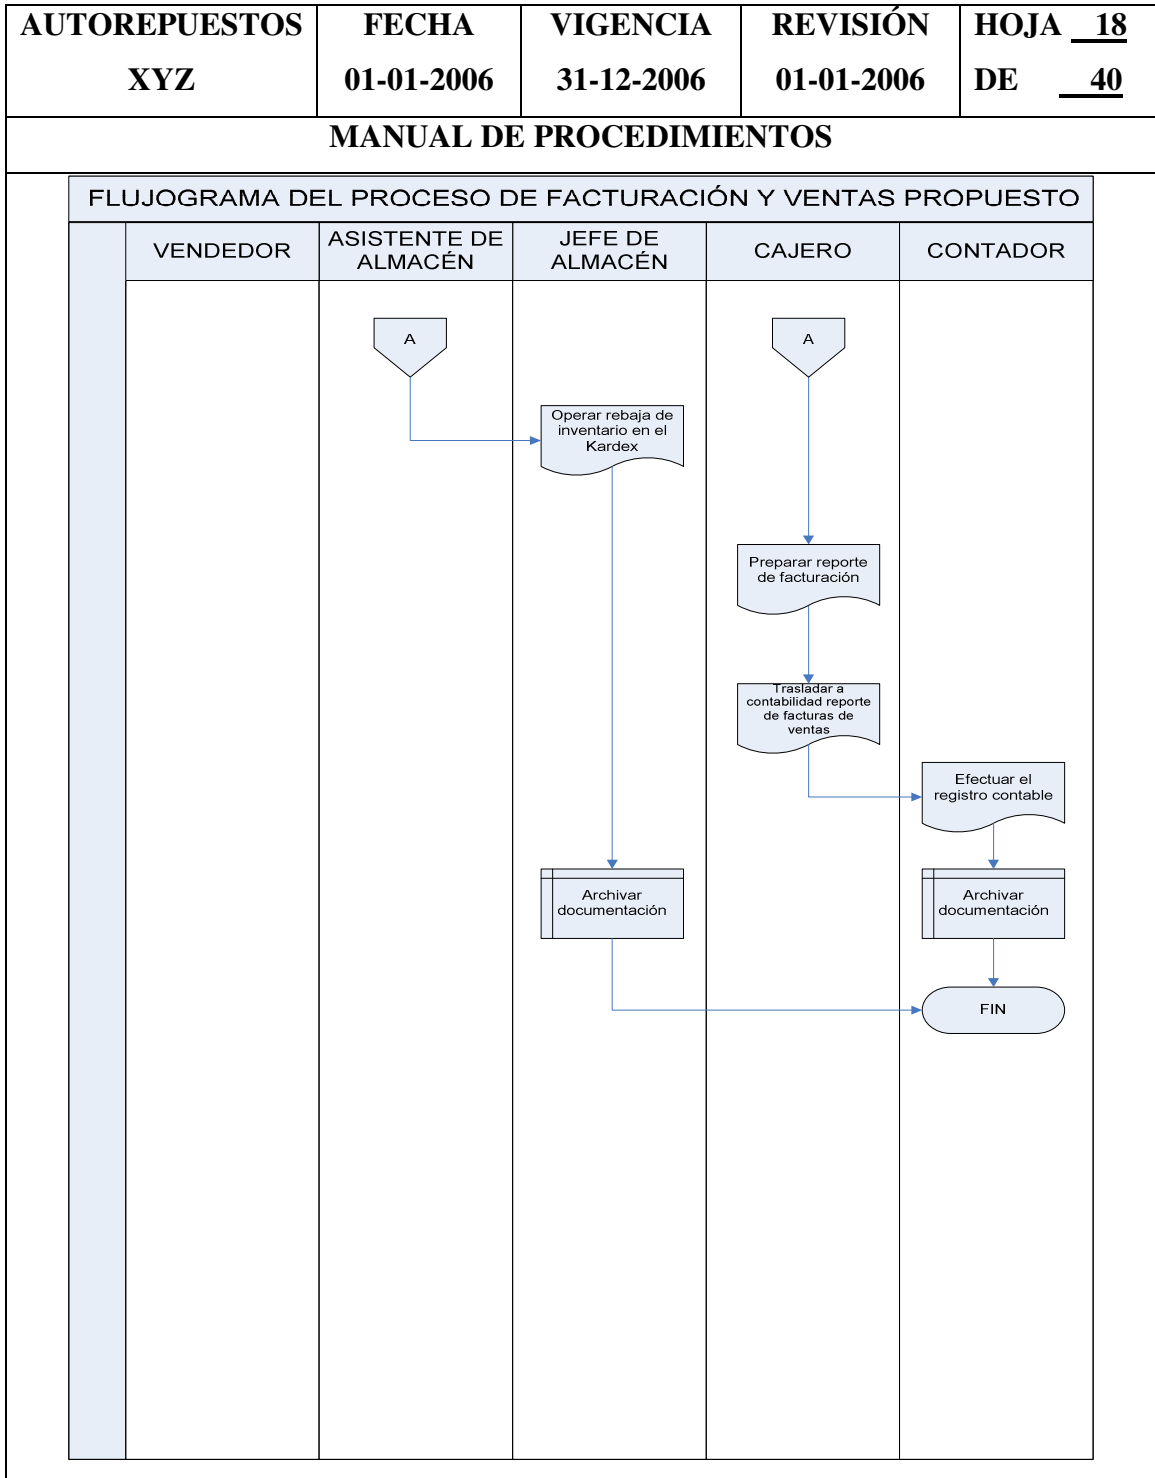 AUTOREPUESTOS
XYZ
FECHA
01-01-2006
VIGENCIA
31-12-2006
REVISIÓN
01-01-2006
HOJA 18
DE 40
MANUAL DE PROCEDIMIENTOS
FLUJOGRAMA DEL PROCESO DE FACTURACIÓN Y VENTAS PROPUESTO
VENDEDOR
ASISTENTE DE
ALMACÉN
JEFE DE
ALMACÉN
CAJERO
CONTADOR
A
A
Operar rebaja de
inventario en el
Kardex
Preparar reporte
de facturación
Trasladar a
contabilidad reporte
de facturas de
ventas
Efectuar el
registro contable
Archivar
documentación
Archivar
documentación
FIN